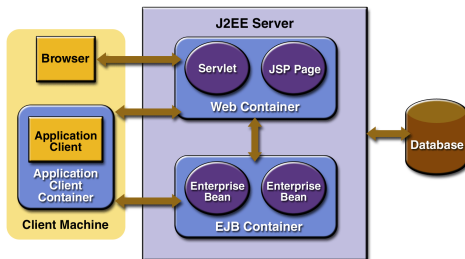 J2EE Server
Browser
Servlet
JSP Page
Web Container
Application
Client
Application
Client
Container
Client Machine
Enterprise
Bean
Enterprise
Bean
EJB Container
Database